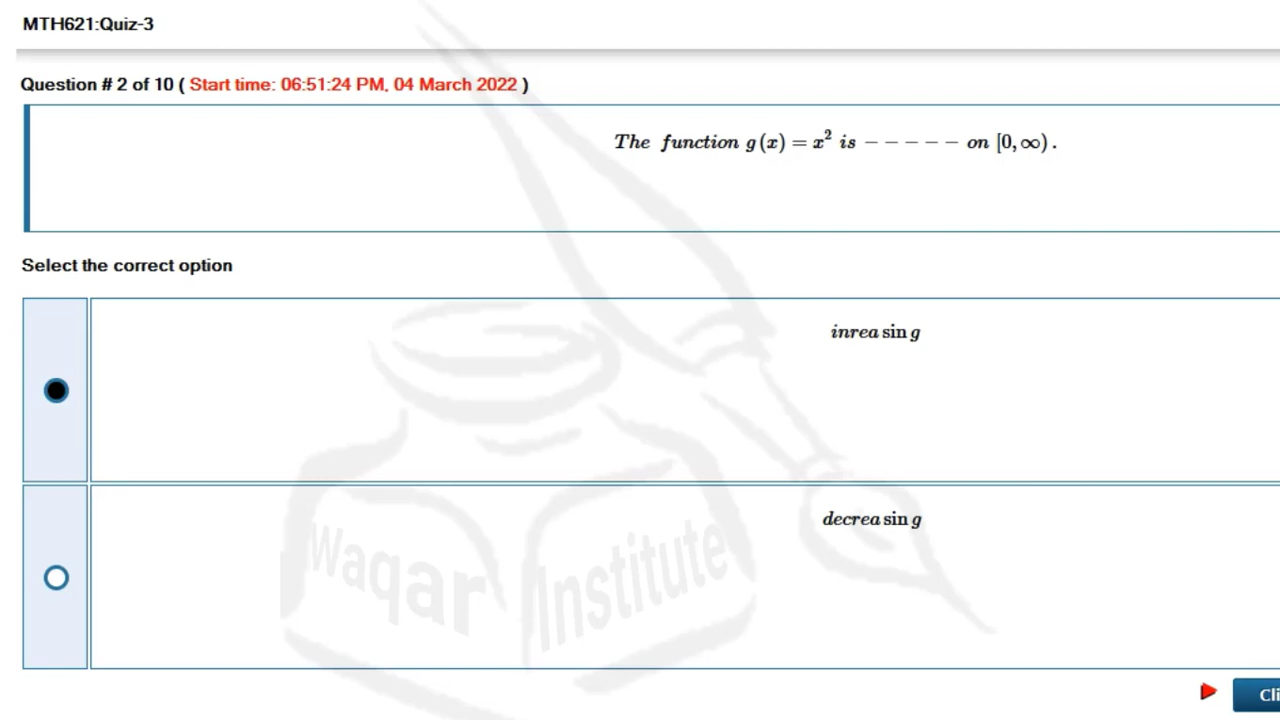 MTH621:Quiz-3
Question # 2 of 10 ( Start time: 06:51:24 PM, 04 March 2022 )
The function g(x) = x² is – – – – – on [0, ∞).
Select the correct option
inrea sin g
decrea sin g
Waqar Institute
Cli